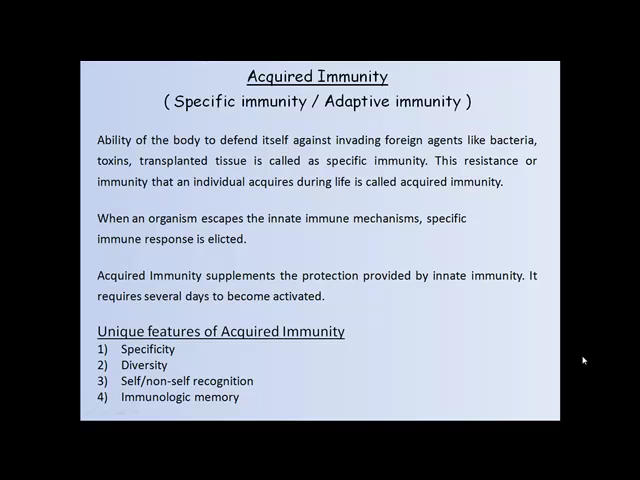 Acquired Immunity
( Specific immunity / Adaptive immunity )
Ability of the body to defend itself against invading foreign agents like bacteria,
toxins, transplanted tissue is called as specific immunity. This resistance or
immunity that an individual acquires during life is called acquired immunity.
When an organism escapes the innate immune mechanisms, specific
immune response is elicted.
Acquired Immunity supplements the protection provided by innate immunity. It
requires several days to become activated.
Unique features of Acquired Immunity
1) Specificity
2) Diversity
3) Self/non-self recognition
4) Immunologic memory